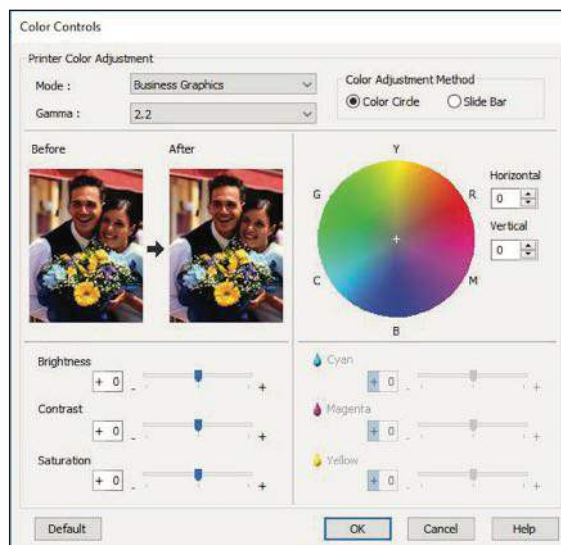 Color Controls
Printer Color Adjustment
Mode : Business Graphics
Gamma : 2.2
Color Adjustment Method
Color Circle Slide Bar
Before After
Y
G R
C M
B
Horizontal
0
Vertical
0
Brightness
+ 0 - +
Contrast
+ 0 - +
Saturation
+ 0 - +
Cyan
+ 0 - +
Magenta
+ 0 - +
Yellow
+ 0 - +
Default OK Cancel Help